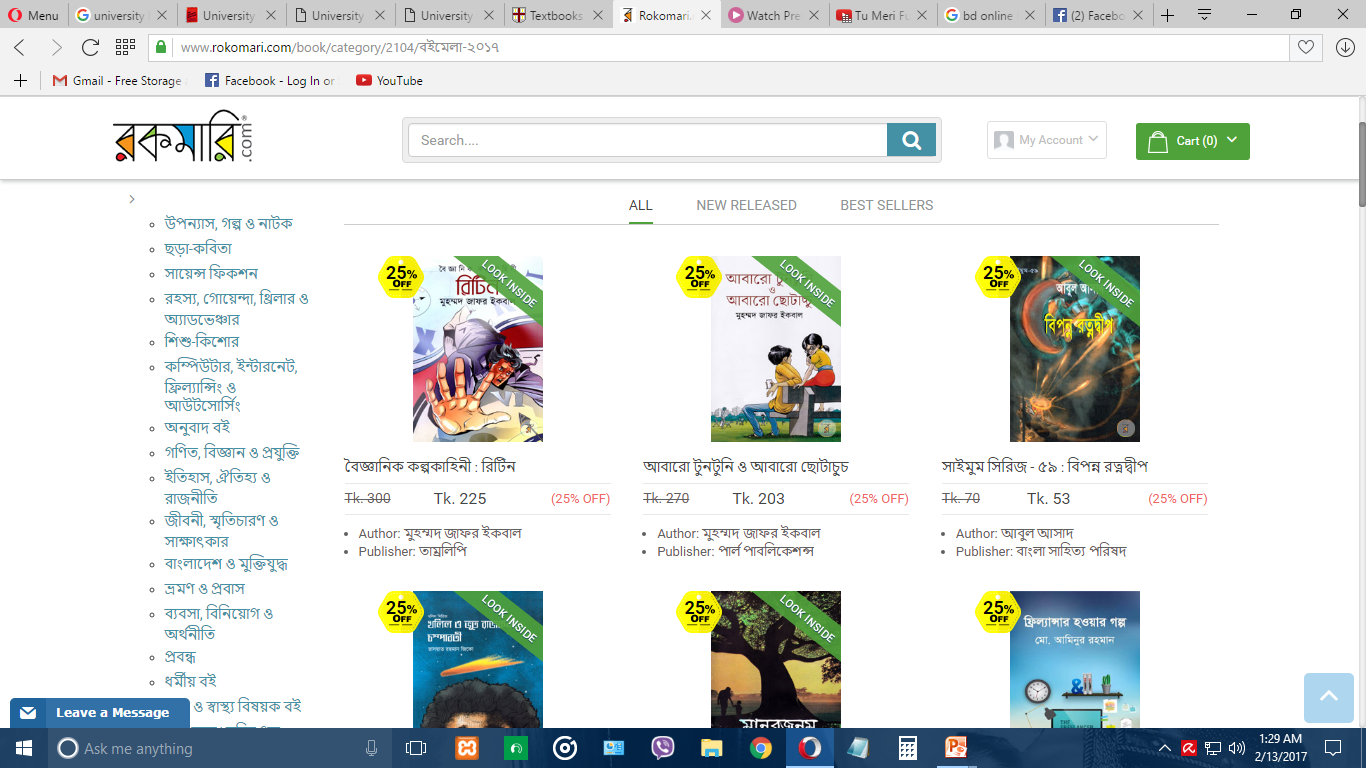 Menu
university
University
University
University
Textbooks
Rokomari.
Watch Pre
Tu Meri Fu
bd online
(2) Facebo
www.rokomari.com/book/category/2104/বইমেলা-২০১৭
Gmail - Free Storage
Facebook - Log In or
YouTube
রকমারি.com
Search....
My Account
Cart (0)
ALL NEW RELEASED BEST SELLERS
উপন্যাস, গল্প ও নাটক
ছড়া-কবিতা
সায়েন্স ফিকশন
রহস্য, গোয়েন্দা, থ্রিলার ও
অ্যাডভেঞ্চার
শিশু-কিশোর
কম্পিউটার, ইন্টারনেট,
ফ্রিল্যান্সিং ও
আউটসোর্সিং
অনুবাদ বই
গণিত, বিজ্ঞান ও প্রযুক্তি
ইতিহাস, ঐতিহ্য ও
রাজনীতি
জীবনী, স্মৃতিচারণ ও
সাক্ষাৎকার
বাংলাদেশ ও মুক্তিযুদ্ধ
ভ্রমণ ও প্রবাস
ব্যবসা, বিনিয়োগ ও
অর্থনীতি
প্রবন্ধ
ধর্মীয় বই
ও স্বাস্থ্য বিষয়ক বই
25% OFF
LOOK INSIDE
রিটিন
মুহম্মদ জাফর ইকবাল
বৈজ্ঞানিক কল্পকাহিনী : রিটিন
Tk. 300 Tk. 225 (25% OFF)
Author: মুহম্মদ জাফর ইকবাল
Publisher: তাম্রলিপি
25% OFF
LOOK INSIDE
আবারো
ও
আবারো ছোটাচ্চু
মুহম্মদ জাফর ইকবাল
আবারো টুনটুনি ও আবারো ছোটাচুচ
Tk. 270 Tk. 203 (25% OFF)
Author: মুহম্মদ জাফর ইকবাল
Publisher: পার্ল পাবলিকেশন্স
25% OFF
LOOK INSIDE
আবুল
বিপন্ন রত্নদ্বীপ
সাইমুম সিরিজ - ৫৯ : বিপন্ন রত্নদ্বীপ
Tk. 70 Tk. 53 (25% OFF)
Author: আবুল আসাদ
Publisher: বাংলা সাহিত্য পরিষদ
25% OFF
LOOK INSIDE
25% OFF
LOOK INSIDE
মানবজনম
25% OFF
ফ্রিল্যান্সার হওয়ার গল্প
মো. আমিনুর রহমান
Leave a Message
Ask me anything
1:29 AM
2/13/2017